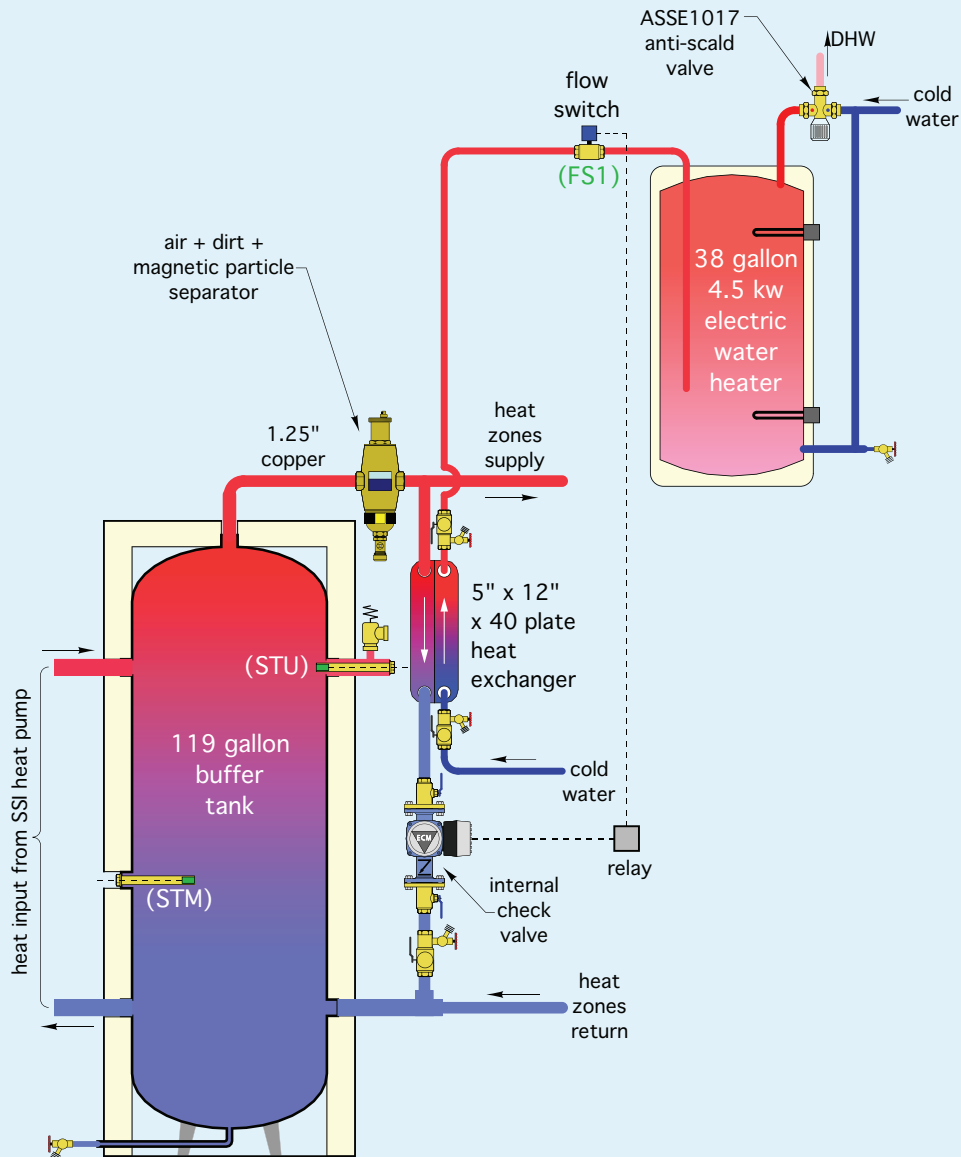 ASSE1017
anti-scald
valve
DHW
cold
water
flow
switch
(FS1)
air + dirt +
magnetic particle
separator
38 gallon
4.5 kw
electric
water
heater
1.25"
copper
heat
zones
supply
5" x 12"
x 40 plate
heat
exchanger
(STU)
heat input from SSI heat pump
119 gallon
buffer
tank
cold
water
ECM
relay
(STM)
internal
check
valve
heat
zones
return